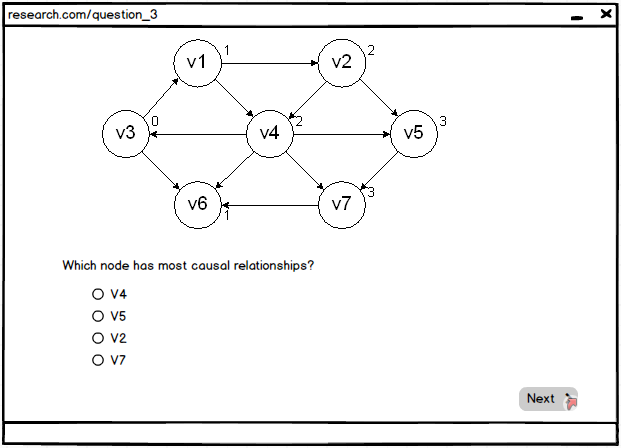 research.com/question_3
v1 1
v2 2
v3 0
v4 2
v5 3
v6 1
v7 3
Which node has most causal relationships?
V4
V5
V2
V7
Next